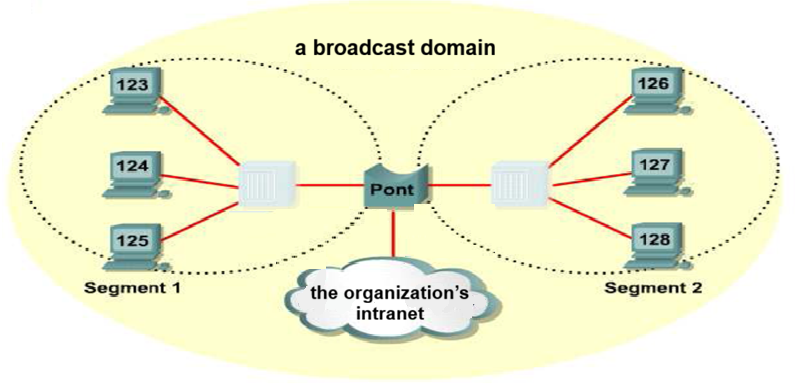 a broadcast domain
123
126
124
127
Pont
125
128
Segment 1
Segment 2
the organization's
intranet